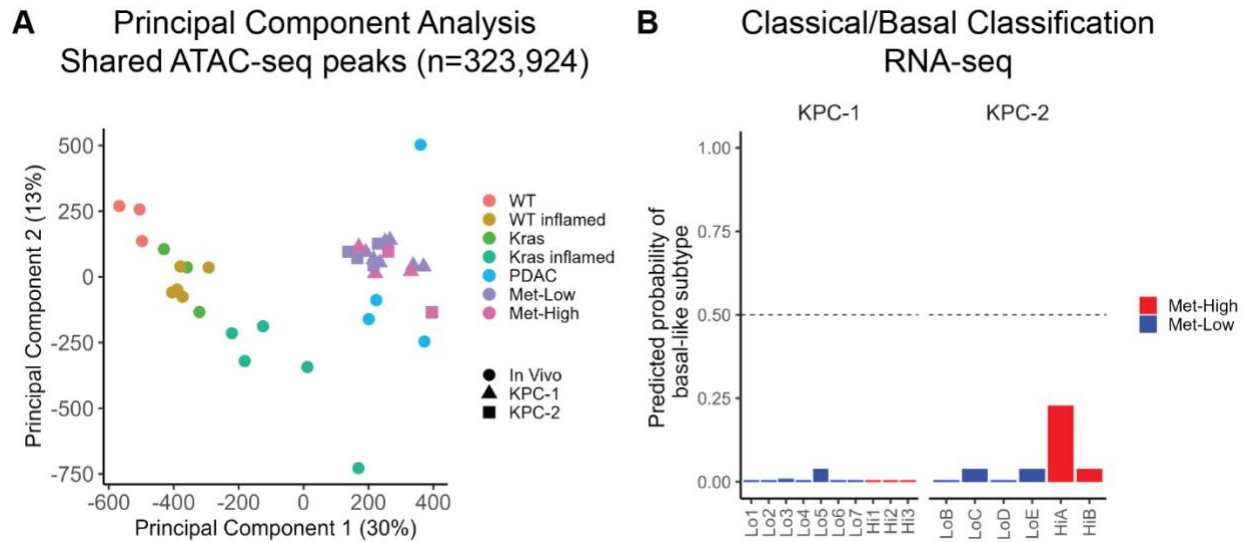 A
Principal Component Analysis
Shared ATAC-seq peaks (n=323,924)
Principal Component 2 (13%)
500
250
0
-250
-500
-750
-600
-400
-200
0
200
400
Principal Component 1 (30%)
WT
WT inflamed
Kras
Kras inflamed
PDAC
Met-Low
Met-High
In Vivo
KPC-1
KPC-2
B
Classical/Basal Classification
RNA-seq
KPC-1
KPC-2
Predicted probability of
basal-like subtype
1.00
0.75
0.50
0.25
0.00
Lo1
Lo2
Lo3
Lo4
Lo5
Lo6
Lo7
Hi1
Hi2
Hi3
LoB
LoC
LoD
LoE
HiA
HiB
Met-High
Met-Low